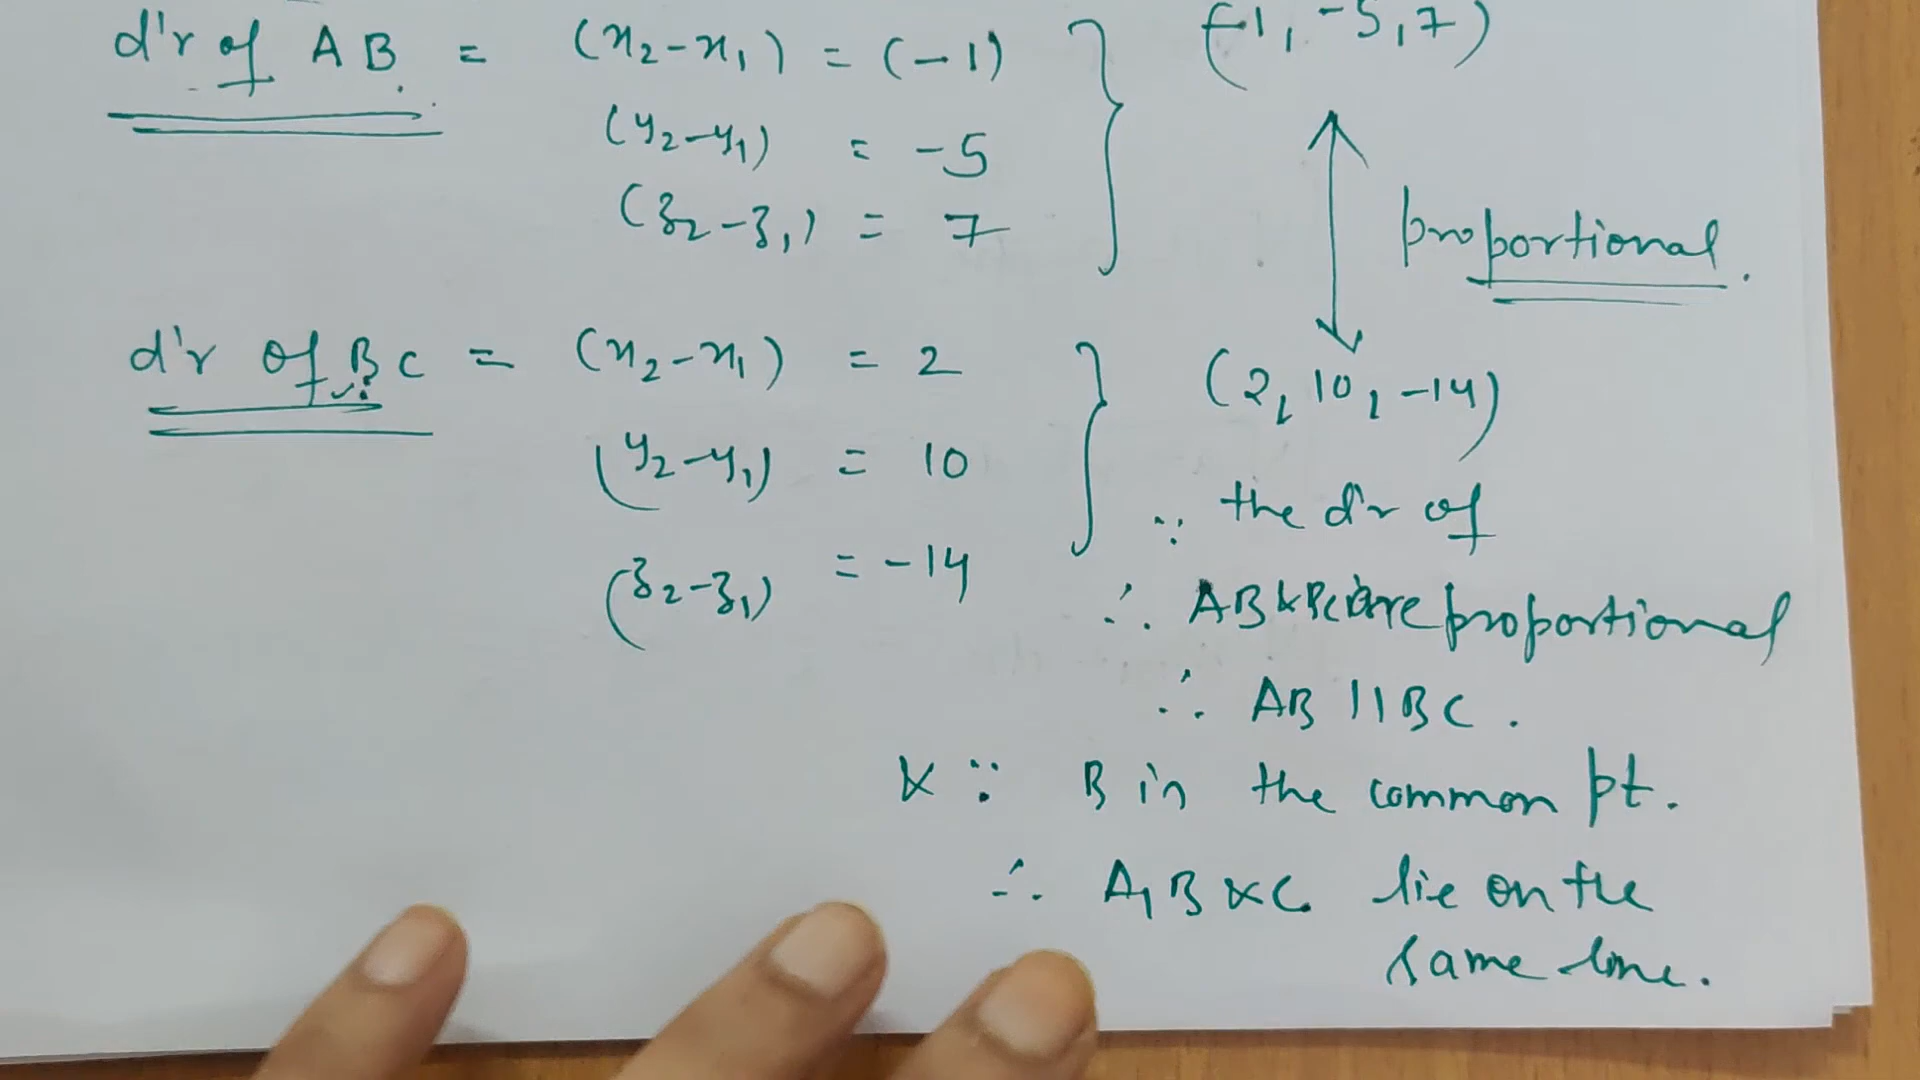 d'r of AB = (x₂-x₁) = (-1) (-1, -5, 7)
(y₂-y₁) = -5
(z₂-z₁) = 7
proportional.
d'r of BC = (x₂-x₁) = 2 (2, 10, -14)
(y₂-y₁) = 10
∵ the d'r of
(z₂-z₁) = -14
∴ AB & BC are proportional
∴ AB || BC.
& ∵ B in the common pt.
∴ A, B & C lie on the
same line.